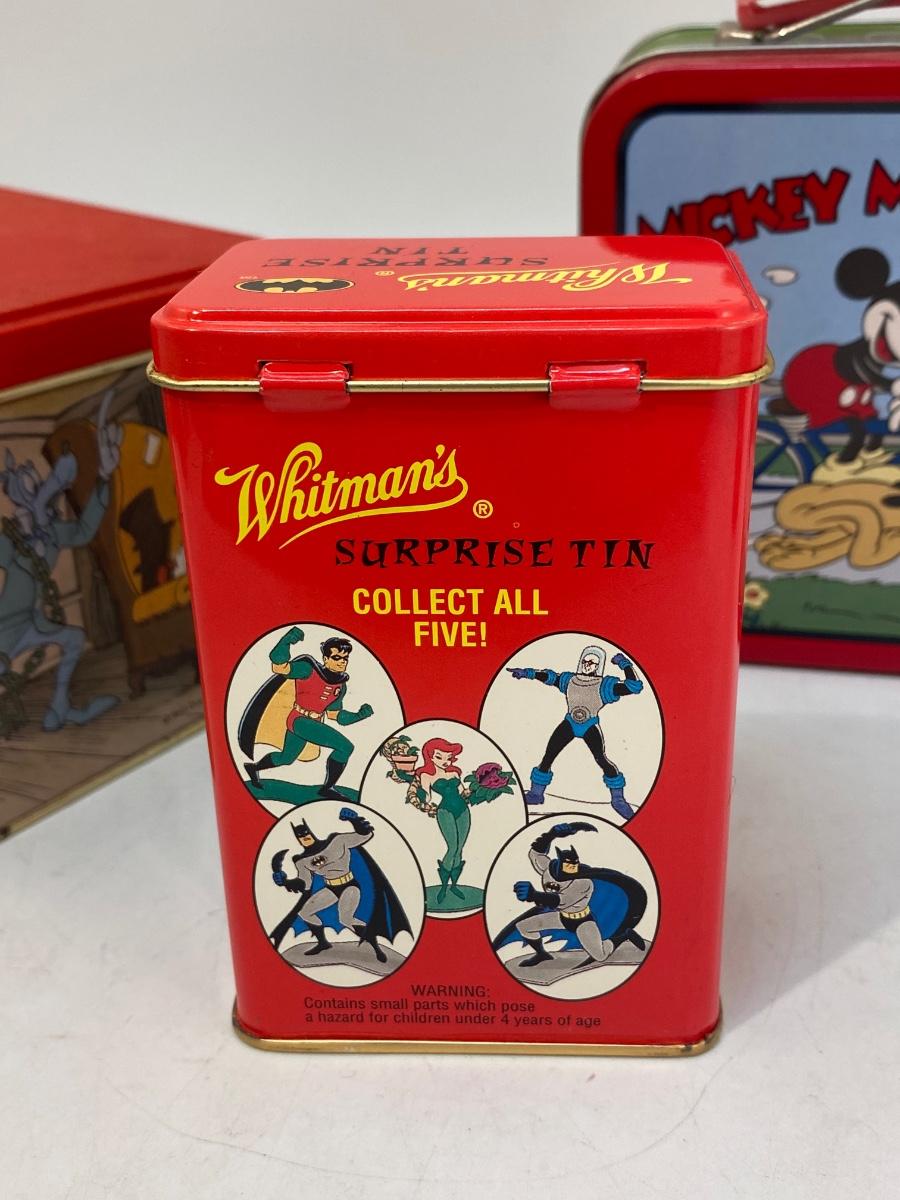 Whitman's®
SURPRISE
TIN
MICKEY M
Whitman's®
SURPRISE TIN
COLLECT ALL
FIVE!
WARNING:
Contains small parts which pose
a hazard for children under 4 years of age